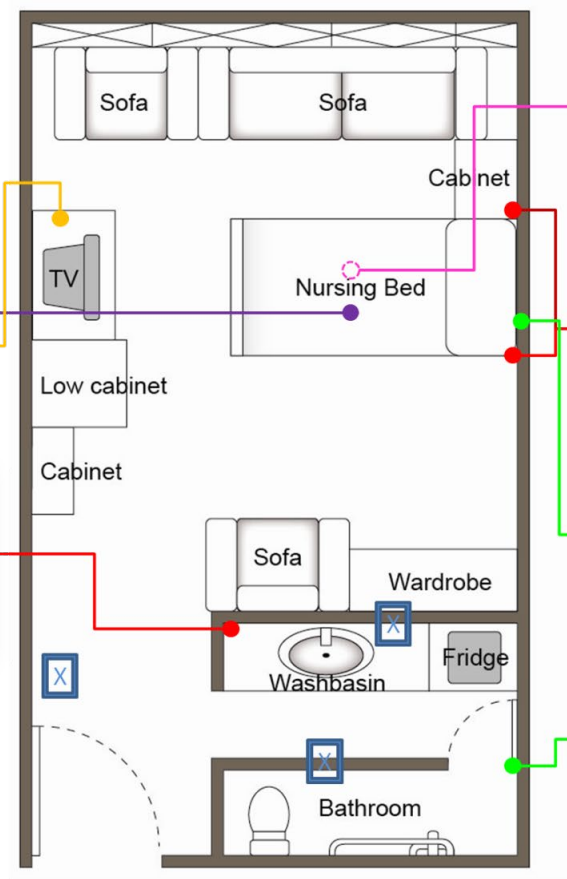 Sofa
Sofa
Cabinet
TV
Nursing Bed
Low cabinet
Cabinet
Sofa
Wardrobe
X
Fridge
X
Washbasin
X
Bathroom